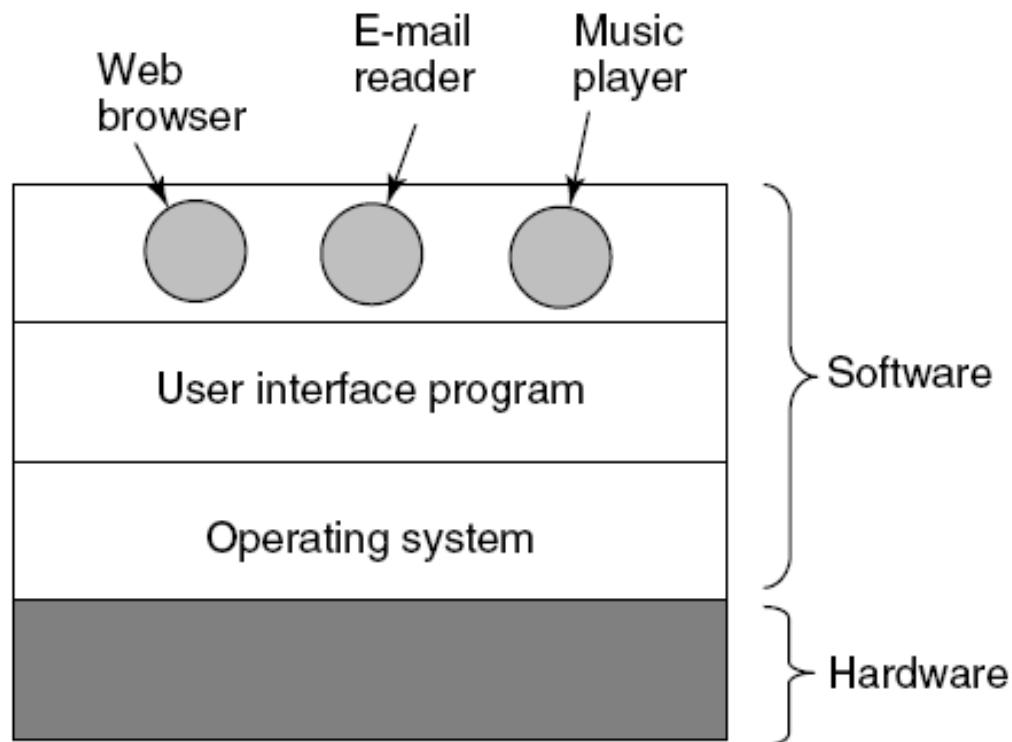 Web
browser
E-mail
reader
Music
player
User interface program
Operating system
Software
Hardware